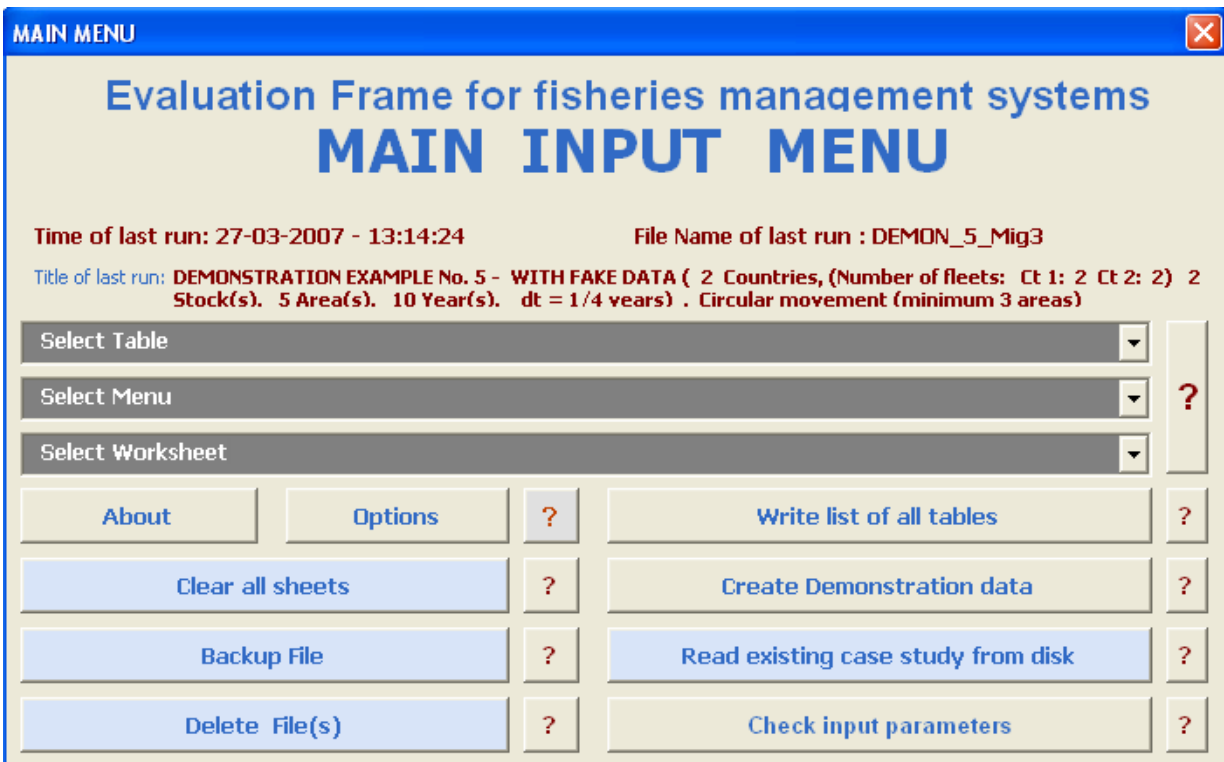 MAIN MENU
Evaluation Frame for fisheries management systems
MAIN INPUT MENU
Time of last run: 27-03-2007 - 13:14:24 File Name of last run : DEMON_5_Mig3
Title of last run: DEMONSTRATION EXAMPLE No. 5 - WITH FAKE DATA ( 2 Countries, (Number of fleets: Ct 1: 2 Ct 2: 2) 2
Stock(s). 5 Area(s). 10 Year(s). dt = 1/4 years) . Circular movement (minimum 3 areas)
Select Table
Select Menu ?
Select Worksheet
About Options ? Write list of all tables ?
Clear all sheets ? Create Demonstration data ?
Backup File ? Read existing case study from disk ?
Delete File(s) ? Check input parameters ?